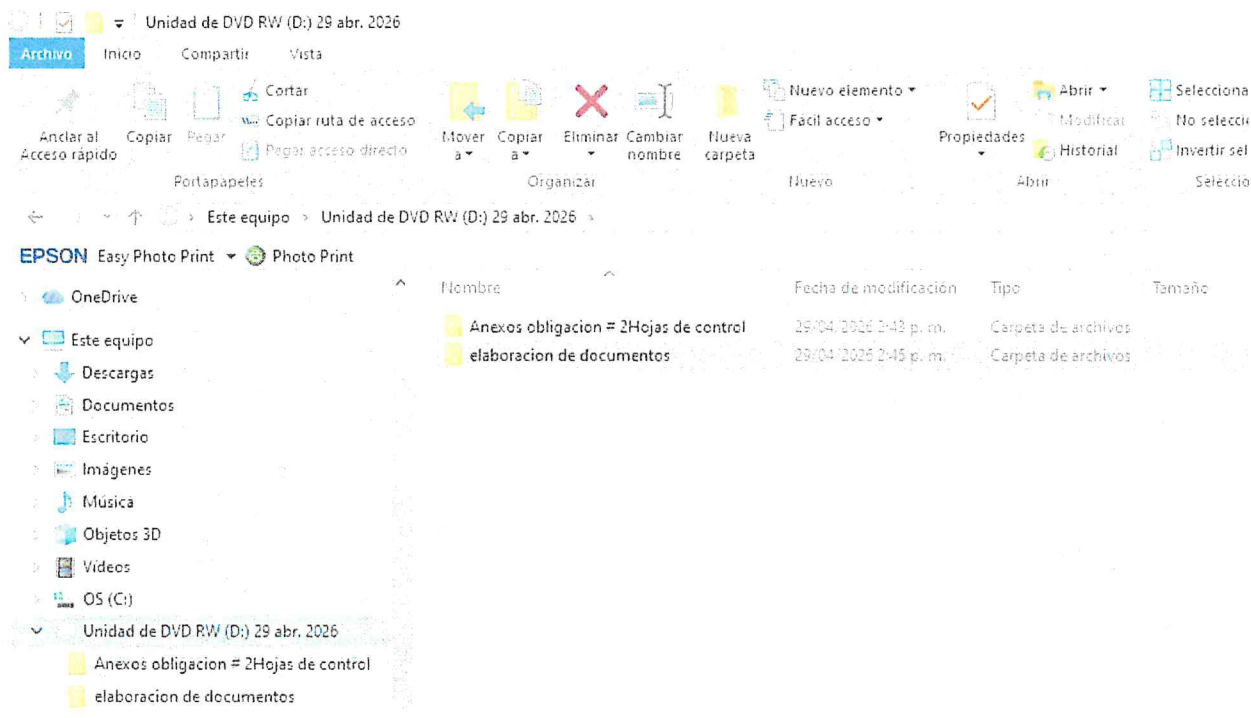 Unidad de DVD RW (D:) 29 abr. 2026
Archivo Inicio Compartir Vista
Anclar al Acceso rápido
Copiar
Pegar
Cortar
Copiar ruta de acceso
Pegar acceso directo
Portapapeles
Mover a
Copiar a
Eliminar
Cambiar nombre
Organizar
Nueva carpeta
Nuevo elemento
Fácil acceso
Nuevo
Propiedades
Abrir
Modificar
Historial
Abrir
Selecciona
No selecci
Invertir sel
Selecció
Este equipo > Unidad de DVD RW (D:) 29 abr. 2026 >
EPSON Easy Photo Print Photo Print
OneDrive
Este equipo
Descargas
Documentos
Escritorio
Imágenes
Música
Objetos 3D
Vídeos
OS (C:)
Unidad de DVD RW (D:) 29 abr. 2026
Anexos obligacion # 2Hojas de control
elaboracion de documentos
Nombre Fecha de modificación Tipo Tamaño
Anexos obligacion # 2Hojas de control 29/04/2026 2:43 p. m. Carpeta de archivos
elaboracion de documentos 29/04/2026 2:45 p. m. Carpeta de archivos